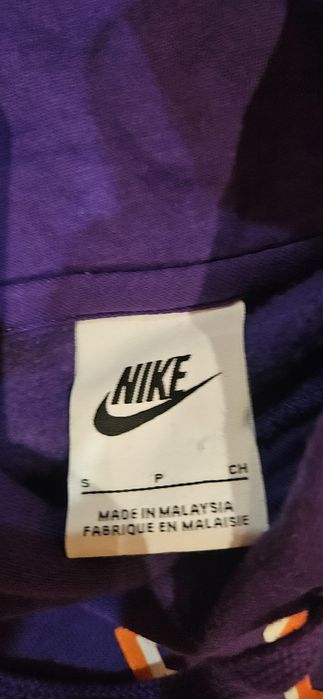 NIKE
S P CH
MADE IN MALAYSIA
FABRIQUE EN MALAISIE